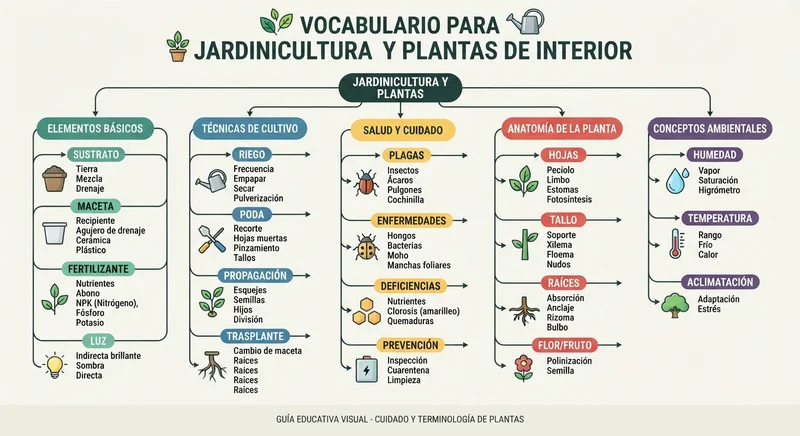 VOCABULARIO PARA
JARDINICULTURA Y PLANTAS DE INTERIOR
JARDINICULTURA Y
PLANTAS
ELEMENTOS BÁSICOS
SUSTRATO
Tierra
Mezcla
Drenaje
MACETA
Recipiente
Agujero de drenaje
Cerámica
Plástico
FERTILIZANTE
Nutrientes
Abono
NPK (Nitrógeno),
Fósforo
Potasio
LUZ
Indirecta brillante
Sombra
Directa
TÉCNICAS DE CULTIVO
RIEGO
Frecuencia
Empapar
Secar
Pulverización
PODA
Recorte
Hojas muertas
Pinzamiento
Tallos
PROPAGACIÓN
Esquejes
Semillas
Hijos
División
TRASPLANTE
Cambio de maceta
Raíces
Raices
Raices
Raices
SALUD Y CUIDADO
PLAGAS
Insectos
Ácaros
Pulgones
Cochinilla
ENFERMEDADES
Hongos
Bacterias
Moho
Manchas foliares
DEFICIENCIAS
Nutrientes
Clorosis (amarilleo)
Quemaduras
PREVENCIÓN
Inspección
Cuarentena
Limpieza
ANATOMÍA DE LA PLANTA
HOJAS
Pecíolo
Limbo
Estomas
Fotosíntesis
TALLO
Soporte
Xilema
Floema
Nudos
RAÍCES
Absorción
Anclaje
Rizoma
Bulbo
FLOR/FRUTO
Polinización
Semilla
CONCEPTOS AMBIENTALES
HUMEDAD
Vapor
Saturación
Higrómetro
TEMPERATURA
Rango
Frío
Calor
ACLIMATACIÓN
Adaptación
Estrés
GUÍA EDUCATIVA VISUAL - CUIDADO Y TERMINOLOGÍA DE PLANTAS